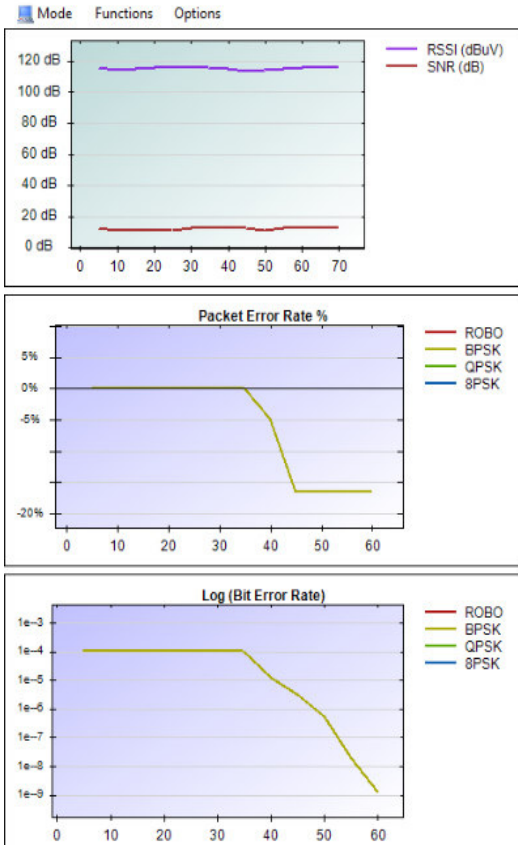 Mode Functions Options
120 dB
100 dB
80 dB
60 dB
40 dB
20 dB
0 dB
0 10 20 30 40 50 60 70
RSSI (dBuV)
SNR (dB)
Packet Error Rate %
5%
0%
-5%
-20%
0 10 20 30 40 50 60
ROBO
BPSK
QPSK
8PSK
Log (Bit Error Rate)
1e-3
1e-4
1e-5
1e-6
1e-7
1e-8
1e-9
0 10 20 30 40 50 60
ROBO
BPSK
QPSK
8PSK